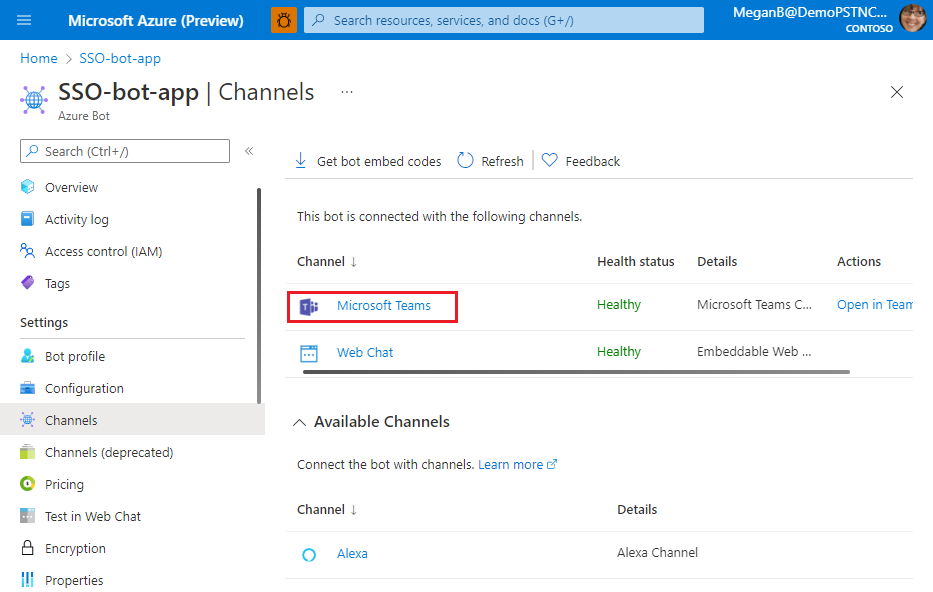 Microsoft Azure (Preview)
Search resources, services, and docs (G+/)
MeganB@DemoPSTNC...
CONTOSO
Home > SSO-bot-app
SSO-bot-app | Channels ...
Azure Bot
Search (Ctrl+/)
«
Overview
Activity log
Access control (IAM)
Tags
Settings
Bot profile
Configuration
Channels
Channels (deprecated)
Pricing
Test in Web Chat
Encryption
Properties
Get bot embed codes Refresh Feedback
This bot is connected with the following channels.
Channel ↓ Health status Details Actions
Microsoft Teams Healthy Microsoft Teams C... Open in Team
Web Chat Healthy Embeddable Web ...
Available Channels
Connect the bot with channels. Learn more
Channel ↓ Details
Alexa Alexa Channel